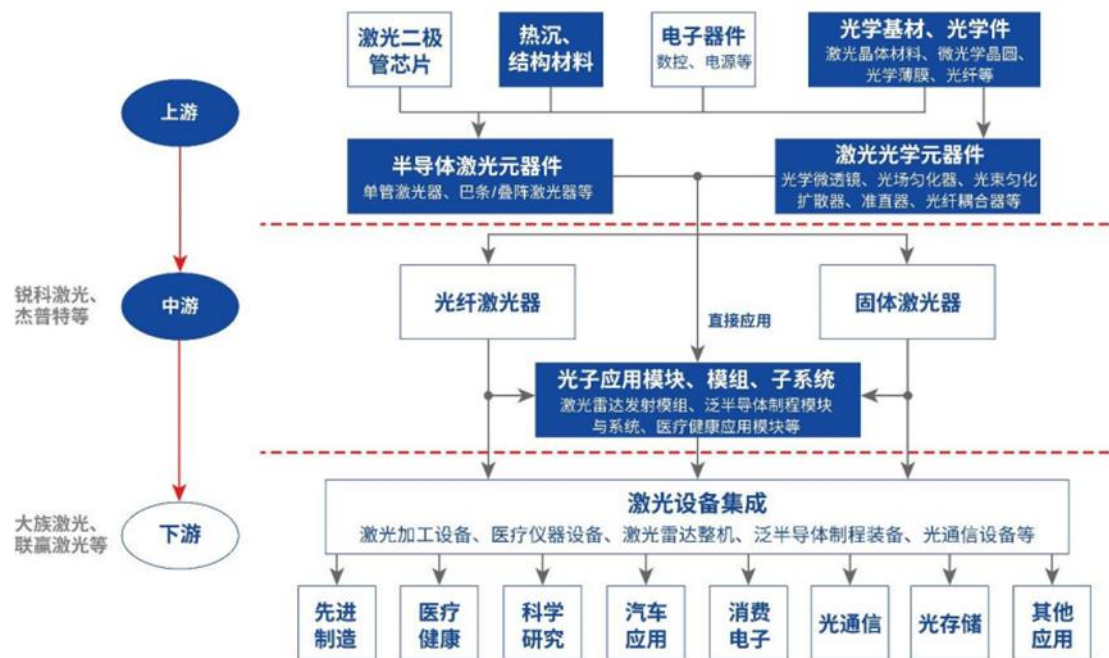 激光二极
管芯片
热沉、
结构材料
电子器件
数控、电源等
光学基材、光学件
激光晶体材料、微光学晶圆、
光学薄膜、光纤等
上游
半导体激光元器件
单管激光器、巴条/叠阵激光器等
激光光学元器件
光学微透镜、光场匀化器、光束匀化
扩散器、准直器、光纤耦合器等
锐科激光、
杰普特等
中游
光纤激光器
固体激光器
直接应用
光子应用模块、模组、子系统
激光雷达发射模组、泛半导体制程模块
与系统、医疗健康应用模块等
大族激光、
联赢激光等
下游
激光设备集成
激光加工设备、医疗仪器设备、激光雷达整机、泛半导体制程装备、光通信设备等
先进
制造
医疗
健康
科学
研究
汽车
应用
消费
电子
光通信
光存储
其他
应用